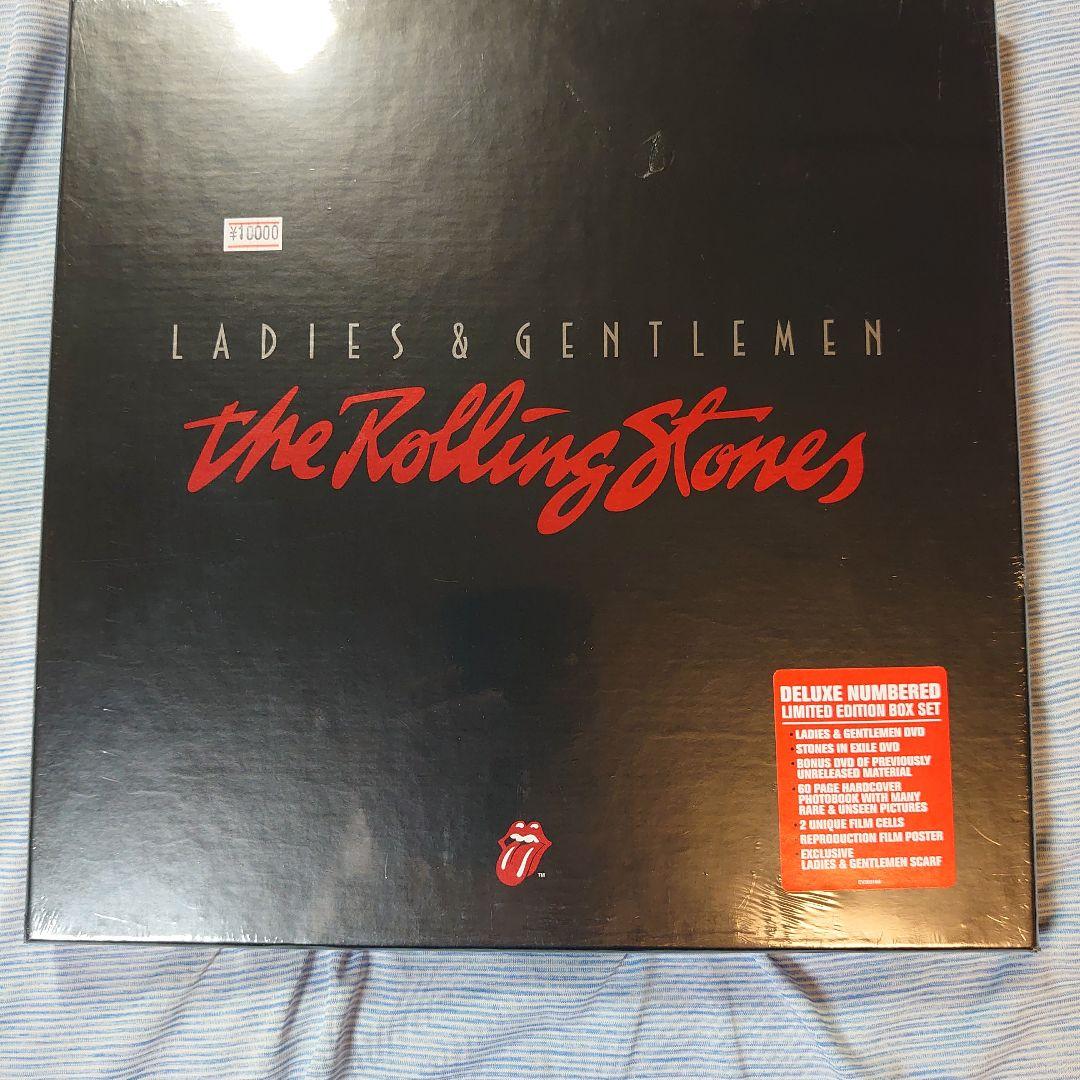 ¥10000
LADIES & GENTLEMEN
the Rolling Stones
DELUXE NUMBERED
LIMITED EDITION BOX SET
• LADIES & GENTLEMEN DVD
• STONES IN EXILE DVD
• BONUS DVD OF PREVIOUSLY
UNRELEASED MATERIAL
• 60 PAGE HARDCOVER
PHOTOBOOK WITH MANY
RARE & UNSEEN PICTURES
• 2 UNIQUE FILM CELLS
REPRODUCTION FILM POSTER
• EXCLUSIVE
LADIES & GENTLEMEN SCARF
TM